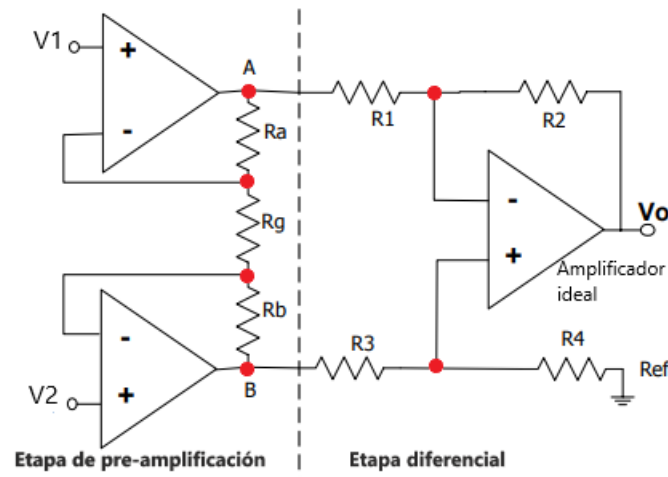 V1
+
-
A
Ra
R1
R2
Rg
-
+
Vo
Amplificador
ideal
Rb
-
+
V2
B
R3
R4
Ref
Etapa de pre-amplificación
Etapa diferencial